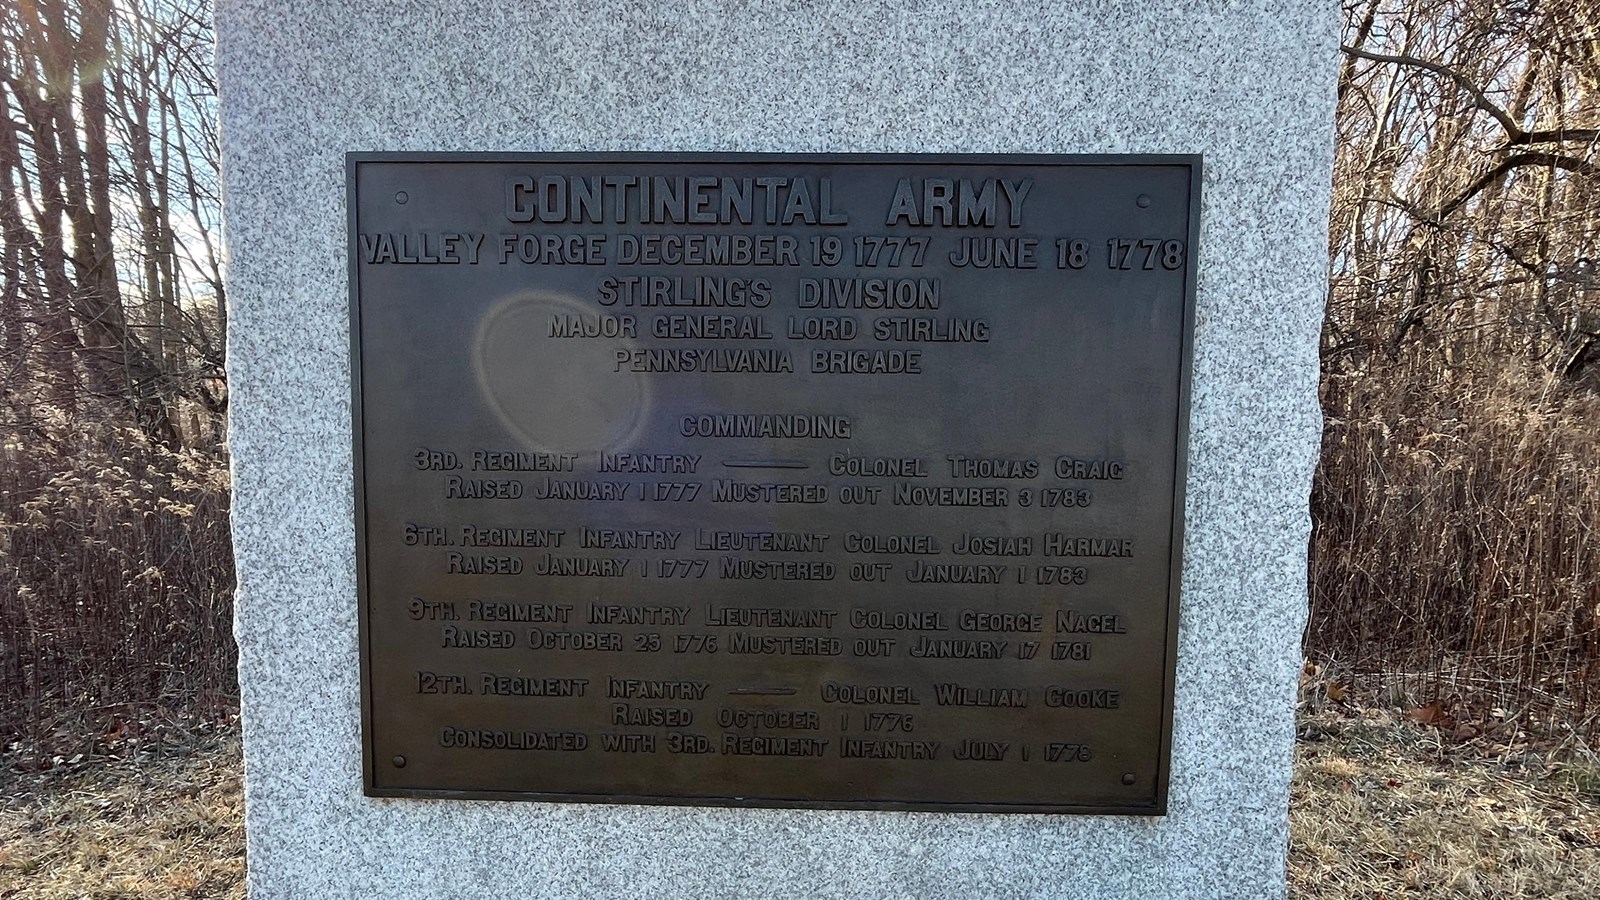 CONTINENTAL ARMY
VALLEY FORGE DECEMBER 19 1777 JUNE 18 1778
STIRLING'S DIVISION
MAJOR GENERAL LORD STIRLING
PENNSYLVANIA BRIGADE
COMMANDING
3RD. REGIMENT INFANTRY —— COLONEL THOMAS CRAIG
RAISED JANUARY 1 1777 MUSTERED OUT NOVEMBER 3 1783
6TH. REGIMENT INFANTRY LIEUTENANT COLONEL JOSIAH HARMAR
RAISED JANUARY 1 1777 MUSTERED OUT JANUARY 1 1783
9TH. REGIMENT INFANTRY LIEUTENANT COLONEL GEORGE NAGEL
RAISED OCTOBER 25 1776 MUSTERED OUT JANUARY 17 1781
12TH. REGIMENT INFANTRY —— COLONEL WILLIAM COOKE
RAISED OCTOBER 1 1776
CONSOLIDATED WITH 3RD. REGIMENT INFANTRY JULY 1 1778